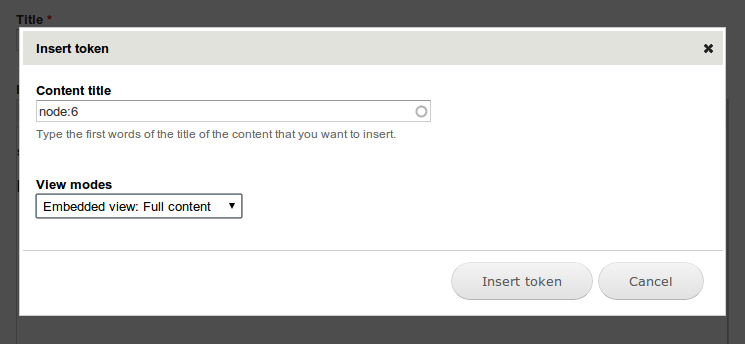 Title *
Insert token
Content title
node:6
Type the first words of the title of the content that you want to insert.
View modes
Embedded view: Full content
Insert token
Cancel